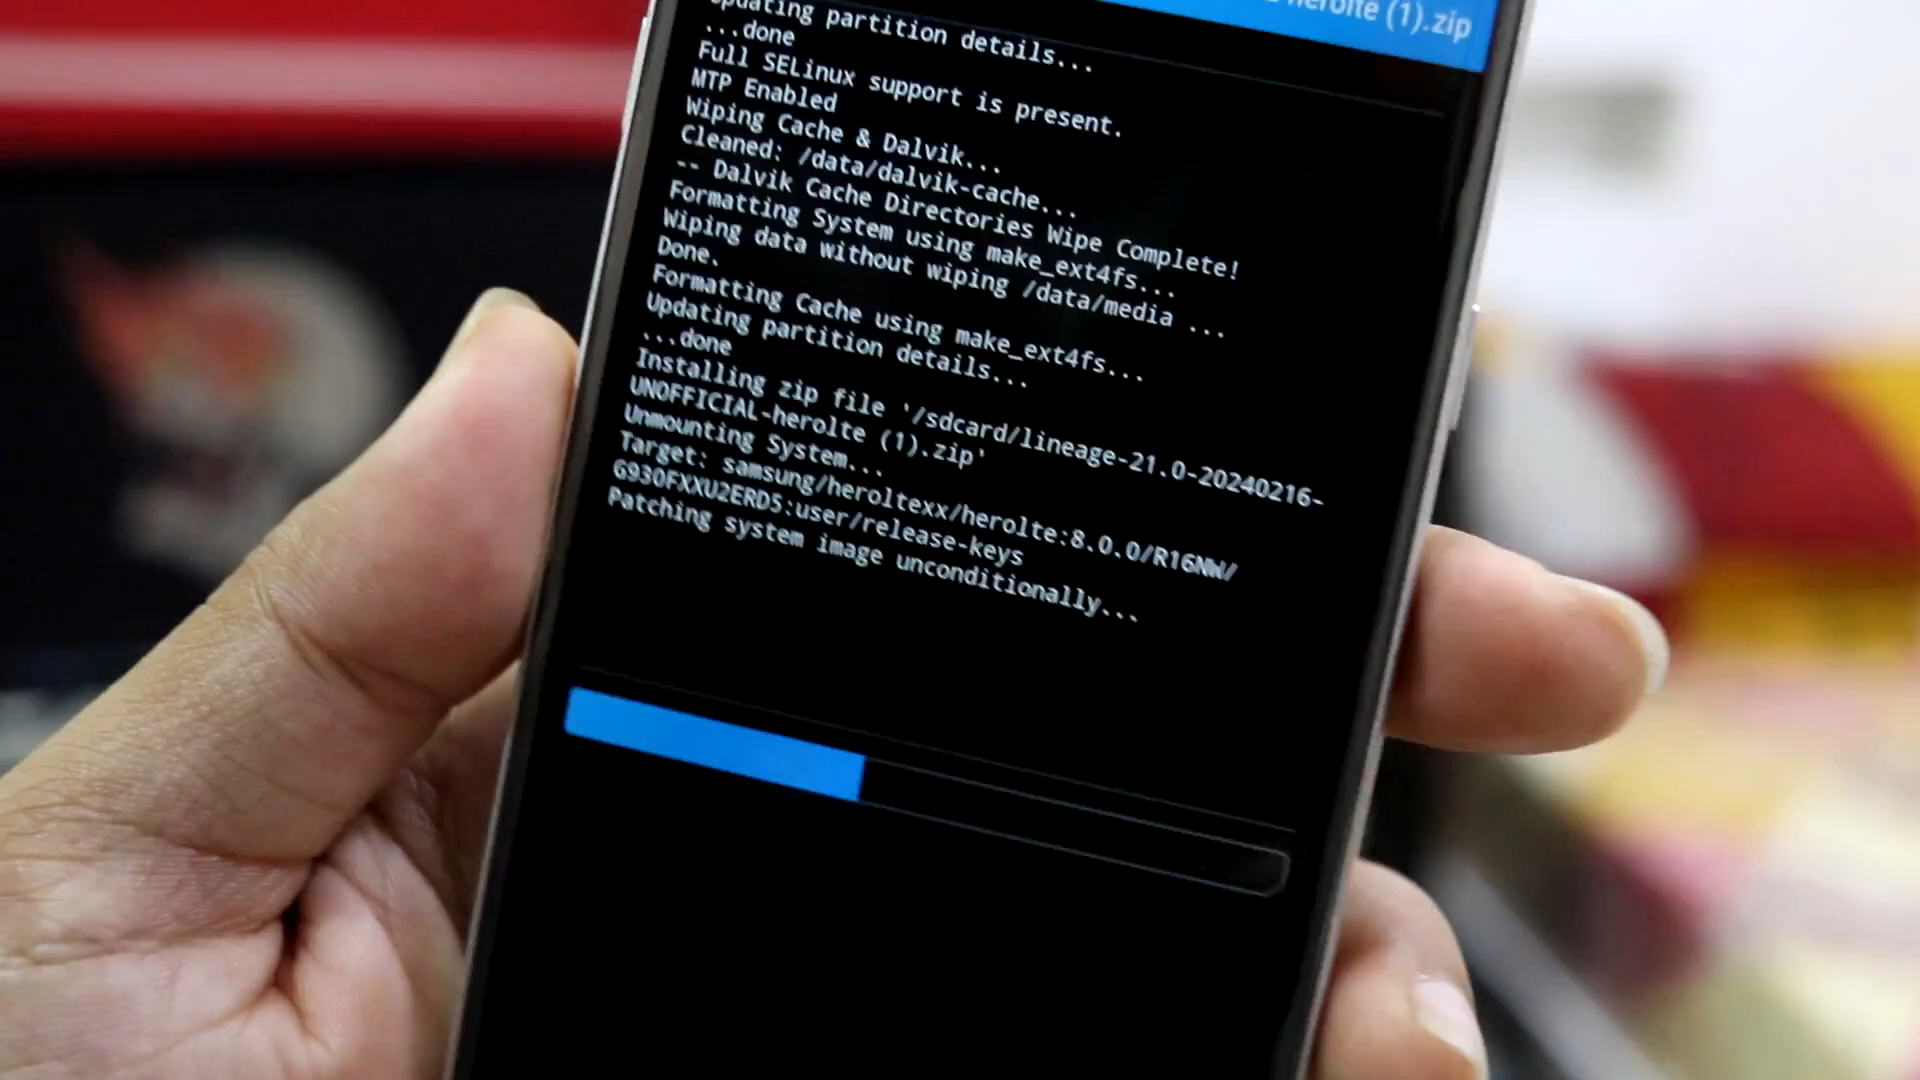 herolte (1).zip
Updating partition details...
...done
Full SELinux support is present.
MTP Enabled
Wiping Cache & Dalvik...
Cleaned: /data/dalvik-cache...
-- Dalvik Cache Directories Wipe Complete!
Formatting System using make_ext4fs...
Wiping data without wiping /data/media ...
Done.
Formatting Cache using make_ext4fs...
Updating partition details...
...done
Installing zip file '/sdcard/lineage-21.0-20240216-
UNOFFICIAL-herolte (1).zip'
Unmounting System...
Target: samsung/heroltexx/herolte:8.0.0/R16NW/
G930FXXU2ERD5:user/release-keys
Patching system image unconditionally...